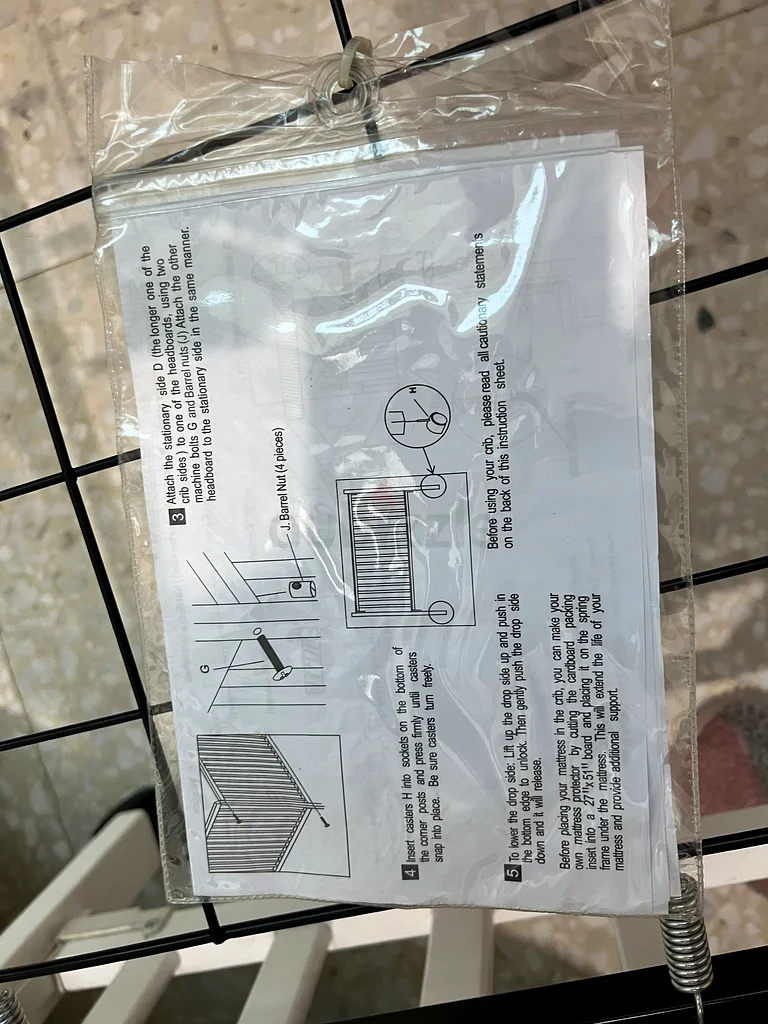 3 Attach the stationary side D (the longer one of the
crib sides) to one of the headboards, using two
machine bolts G and Barrel nuts (J) Attach the other
headboard to the stationary side in the same manner.
G
J. Barrel Nut (4 pieces)
4 Insert casters H into sockets on the bottom of
the corner posts and press firmly until casters
snap into place. Be sure casters turn freely.
H
5 To lower the drop side: Lift up the drop side up and push in
the bottom edge to unlock. Then gently push the drop side
down and it will release.
Before placing your mattress in the crib, you can make your
own mattress protector by cutting the cardboard packing
insert into a 27"x51" board and placing it on the spring
frame under the mattress. This will extend the life of your
mattress and provide additional support.
Before using your crib, please read all cautionary statements
on the back of this instruction sheet.